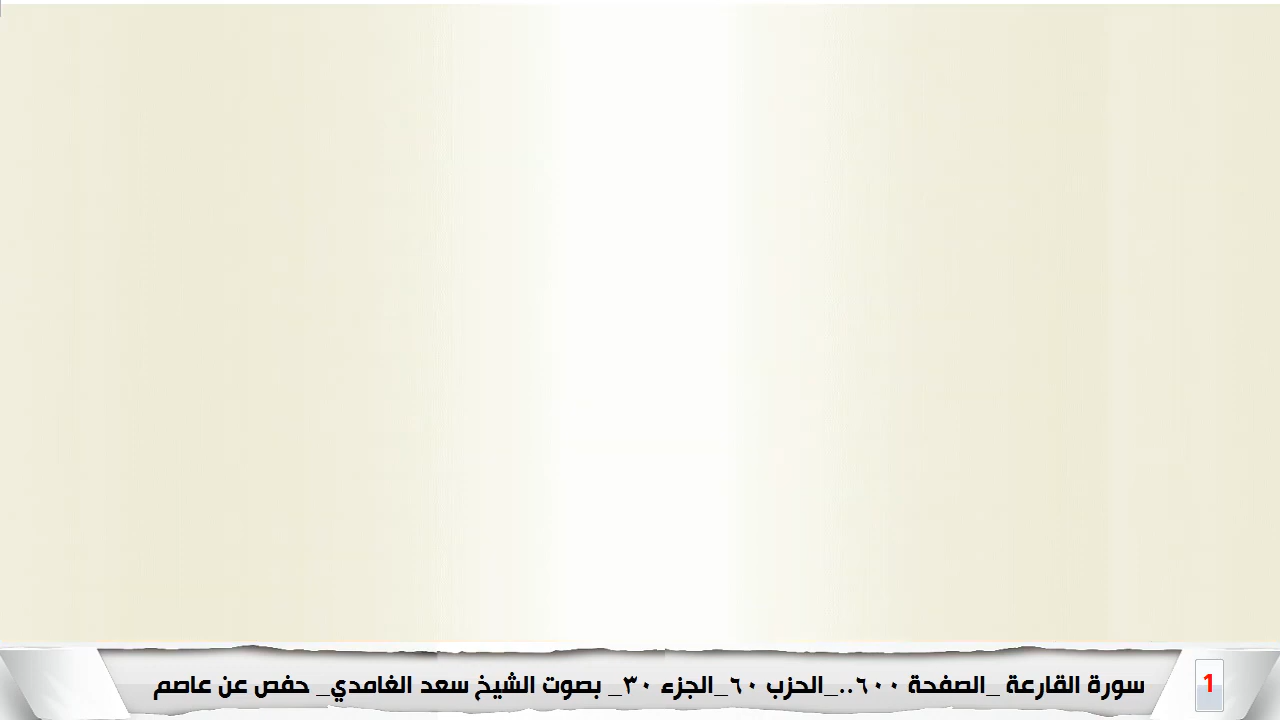 1
سورة القارعة _الصفحة ٦٠٠.._الحزب ٦٠_الجزء ٣٠_ بصوت الشيخ سعد الغامدي_ حفص عن عاصم